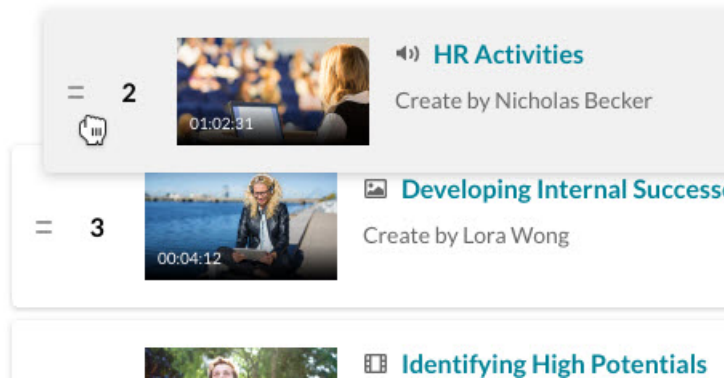 HR Activities
2
Create by Nicholas Becker
01:02:31
Developing Internal
3
Create by Lora Wong
00:04:12
Identifying High Potentials